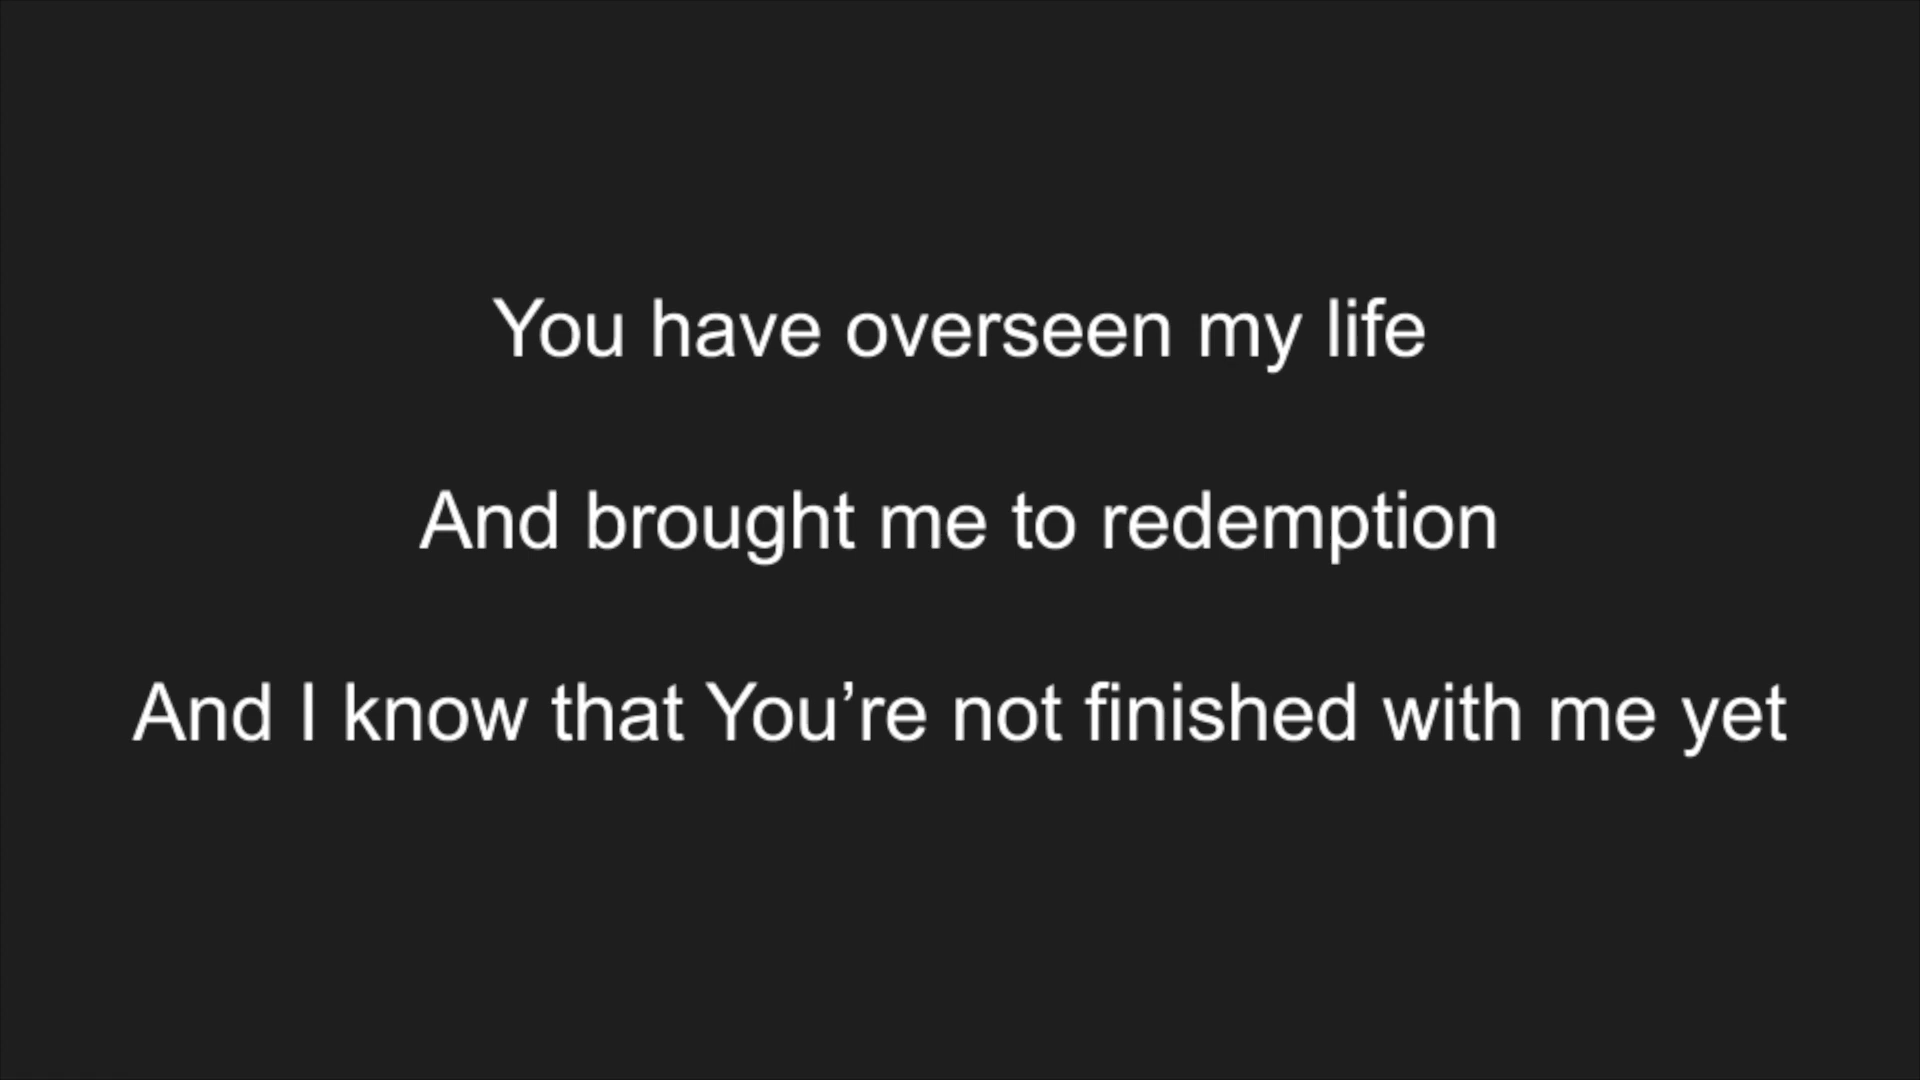 You have overseen my life
And brought me to redemption
And I know that You’re not finished with me yet